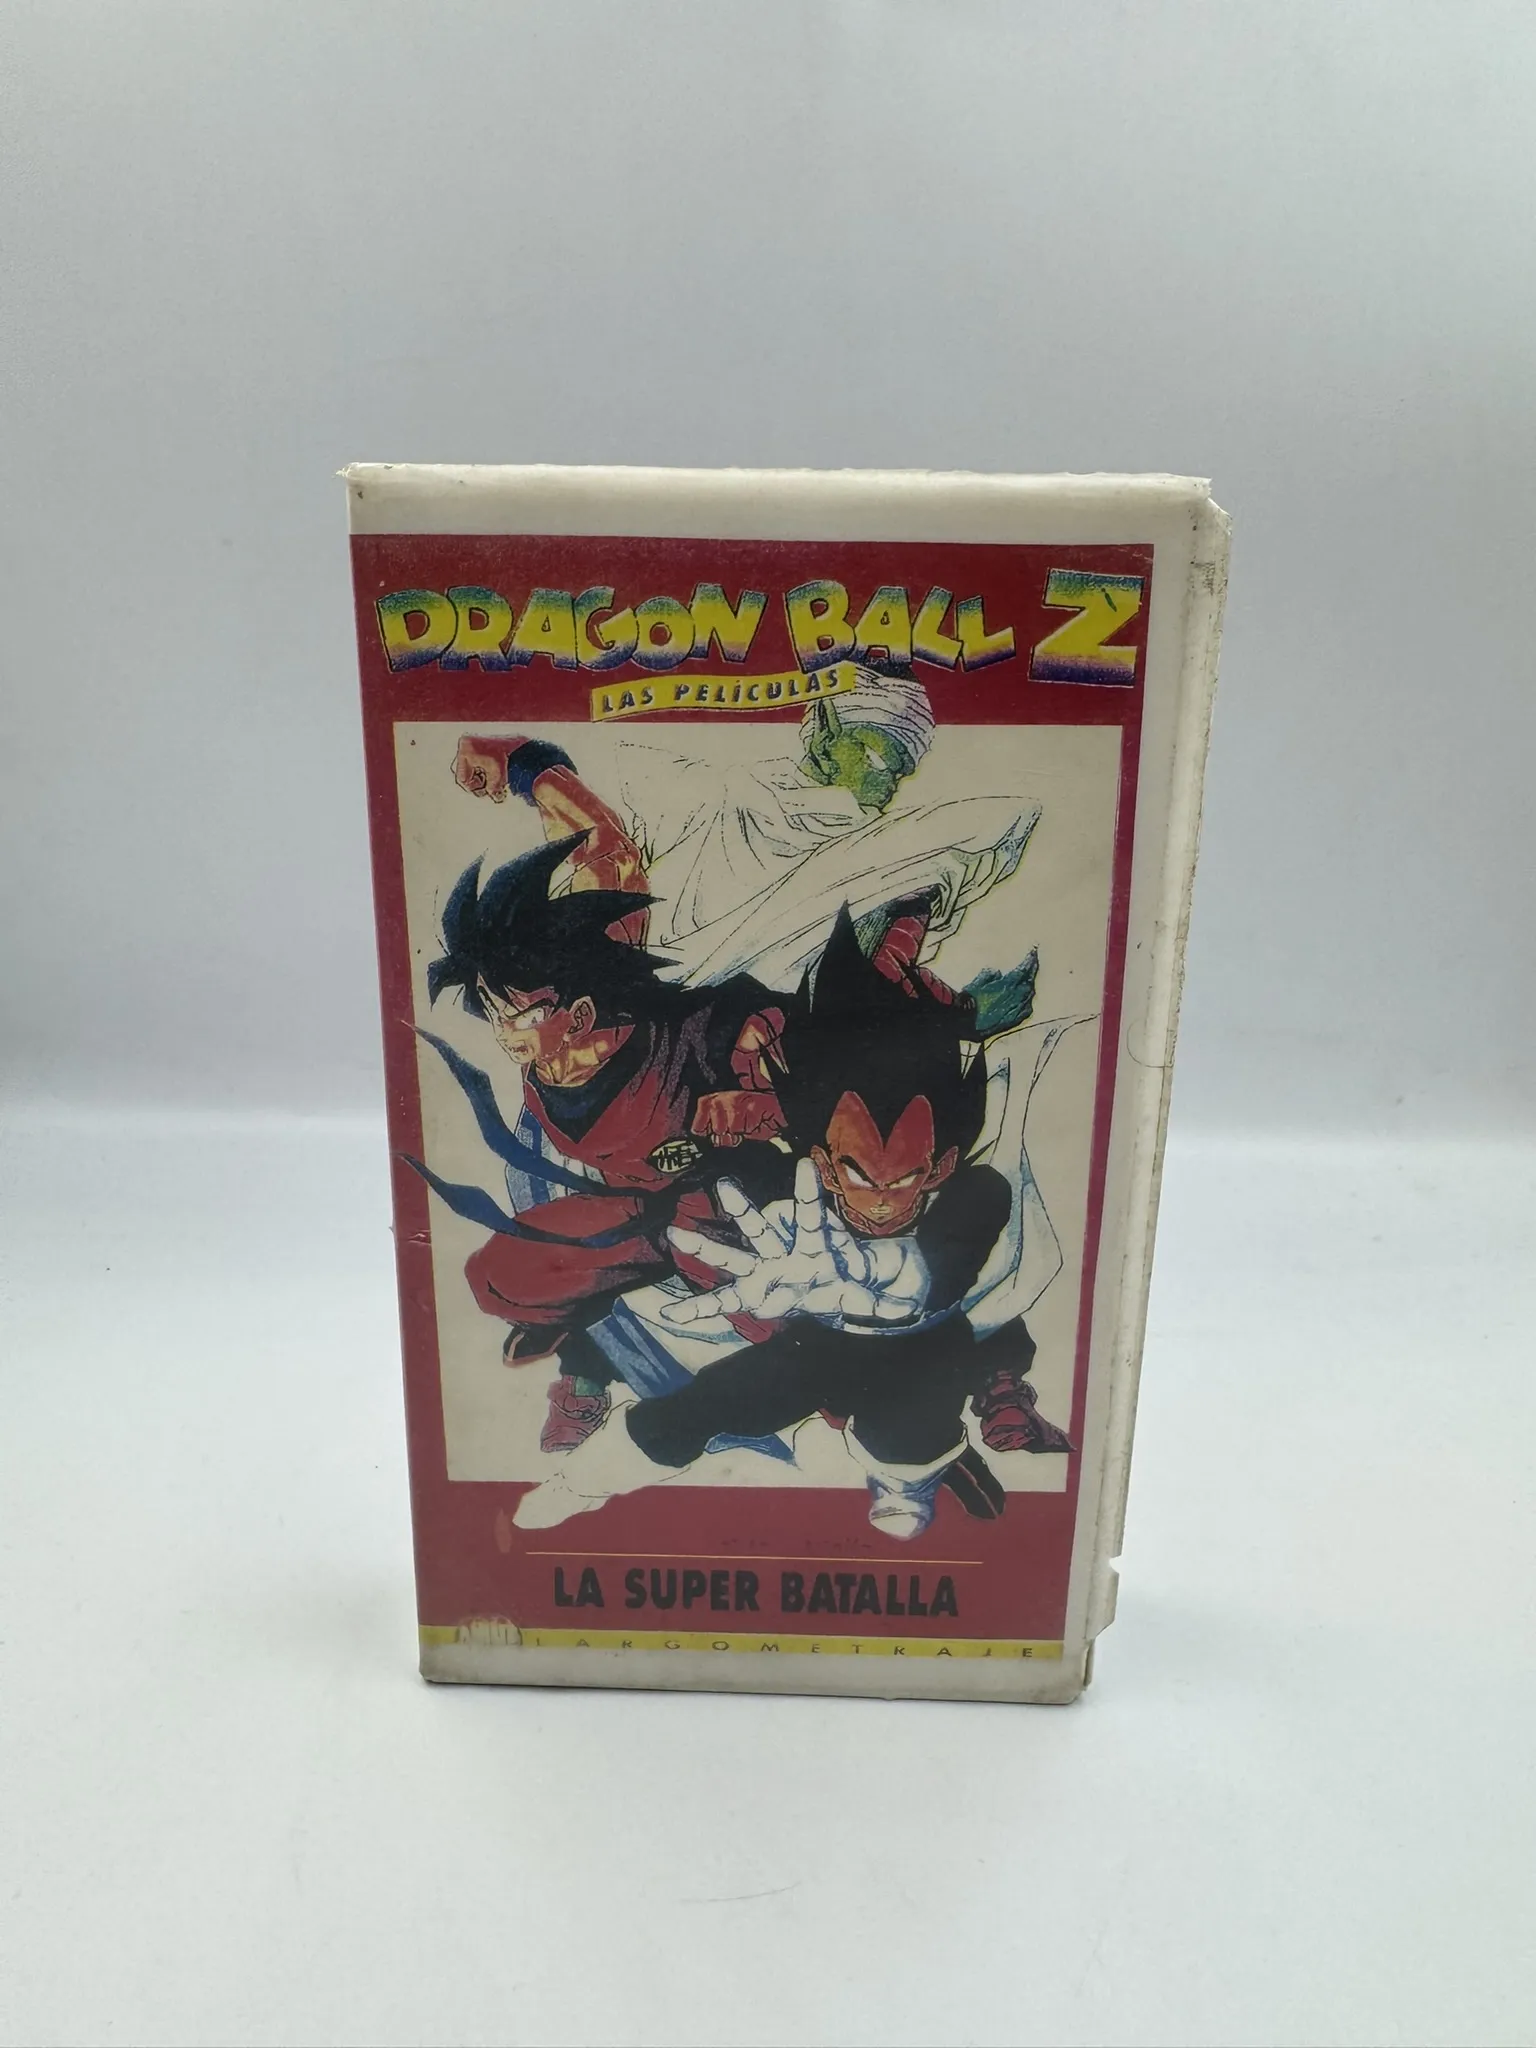 DRAGON BALL Z
LAS PELÍCULAS
LA SUPER BATALLA
LARGOMETRAJE